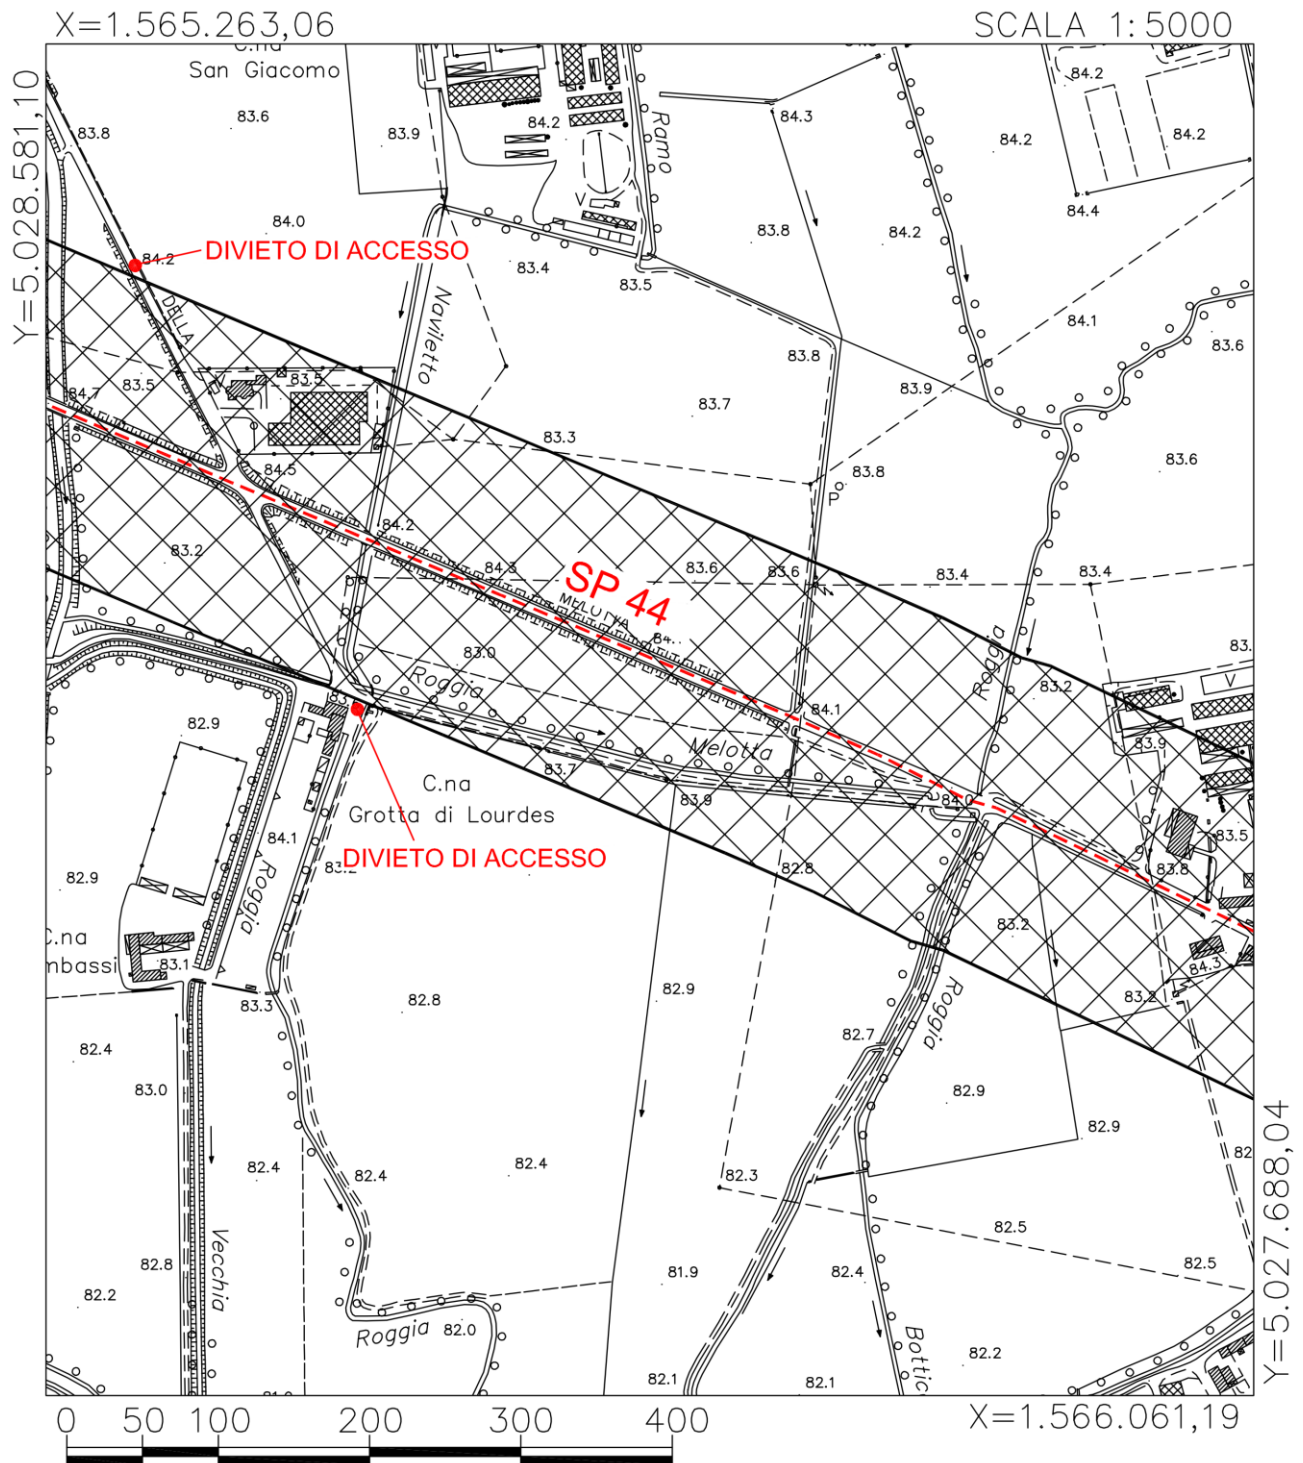 X=1.565.263,06
SCALA 1:5000
Y=5.028.581,10
C.na
San Giacomo
84.2
83.8
83.6
83.9
84.2
Ramo
84.3
84.2
84.2
84.4
84.0
83.8
84.2
84.2
DIVIETO DI ACCESSO
83.4
83.5
DELLA
Naviletto
84.1
83.6
83.8
83.9
83.5
83.5
84.7
83.7
83.3
84.5
83.8
83.6
P
84.2
83.2
84.3
SP 44
83.6
83.6
83.4
83.4
83.0
Roggia
Roggia
83.2
V
84.1
82.9
Melotta
83.9
83.7
C.na
83.9
84.0
Grotta di Lourdes
84.1
83.5
DIVIETO DI ACCESSO
83.2
82.8
83.8
82.9
Roggia
C.na
mbassi
83.1
83.2
84.3
83.3
82.8
82.9
Roggia
83.2
82.7
82.4
83.0
82.9
82.9
82.4
82.4
82.4
82.3
82.5
Vecchia
82.8
81.9
82.4
82.5
82.2
Roggia
82.0
Bottic
82.2
82.1
82.1
Y=5.027.688,04
X=1.566.061,19
0 50 100 200 300 400